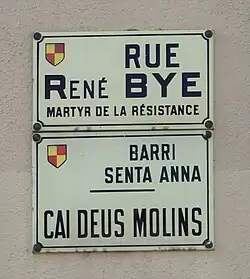 RUE
RENÉ BYE
MARTYR DE LA RÉSISTANCE
BARRI
SENTA ANNA
CAI DEUS MOLINS